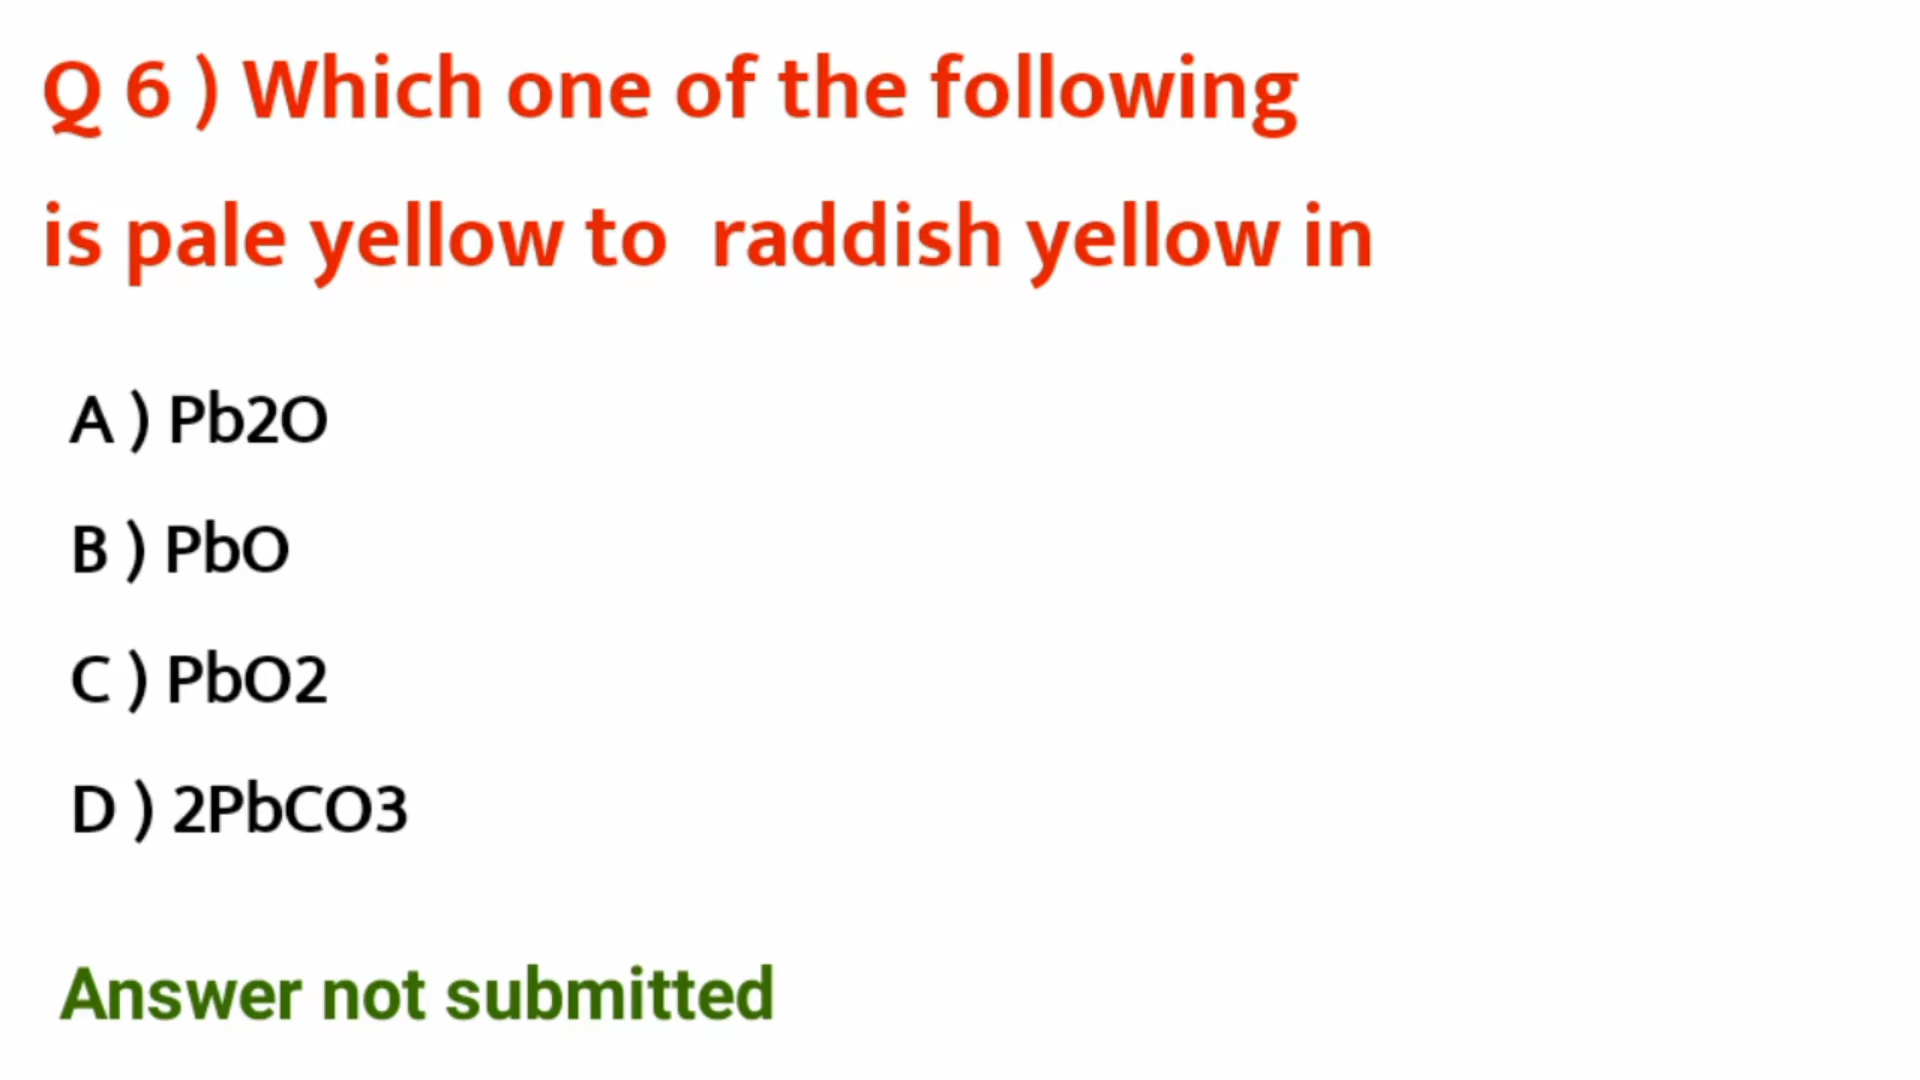 Q 6 ) Which one of the following
is pale yellow to raddish yellow in
A ) Pb2O
B ) PbO
C ) PbO2
D ) 2PbCO3
Answer not submitted